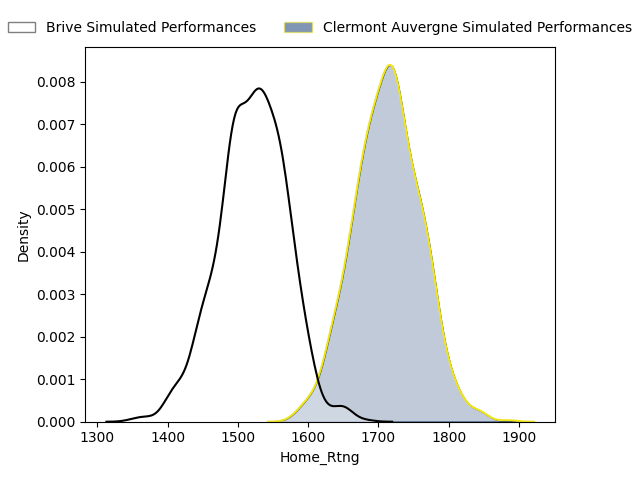 Brive Simulated Performances Clermont Auvergne Simulated Performances
0.008
0.007
0.006
0.005
0.004
0.003
0.002
0.001
0.000
Density
1300 1400 1500 1600 1700 1800 1900
Home_Rtng